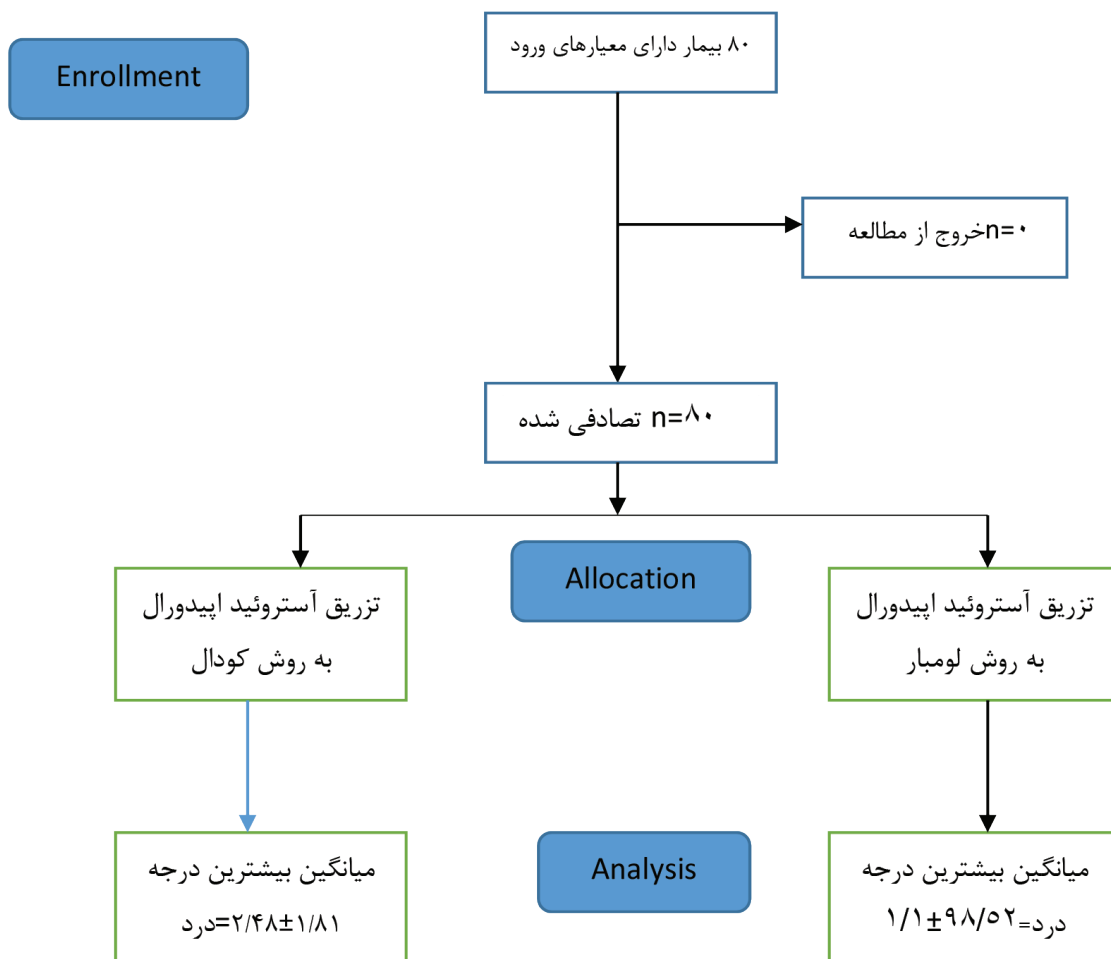 Enrollment
۸۰ بیمار دارای معیارهای ورود
n=۰خروج از مطالعه
n=۸۰ تصادفی شده
Allocation
تزریق آستروئید اپیدورال
به روش کودال
تزریق آستروئید اپیدورال
به روش لومبار
Analysis
میانگین بیشترین درجه
درد=۲/۴۸±۱/۸۱
میانگین بیشترین درجه
درد=۱/۱±۹۸/۵۲